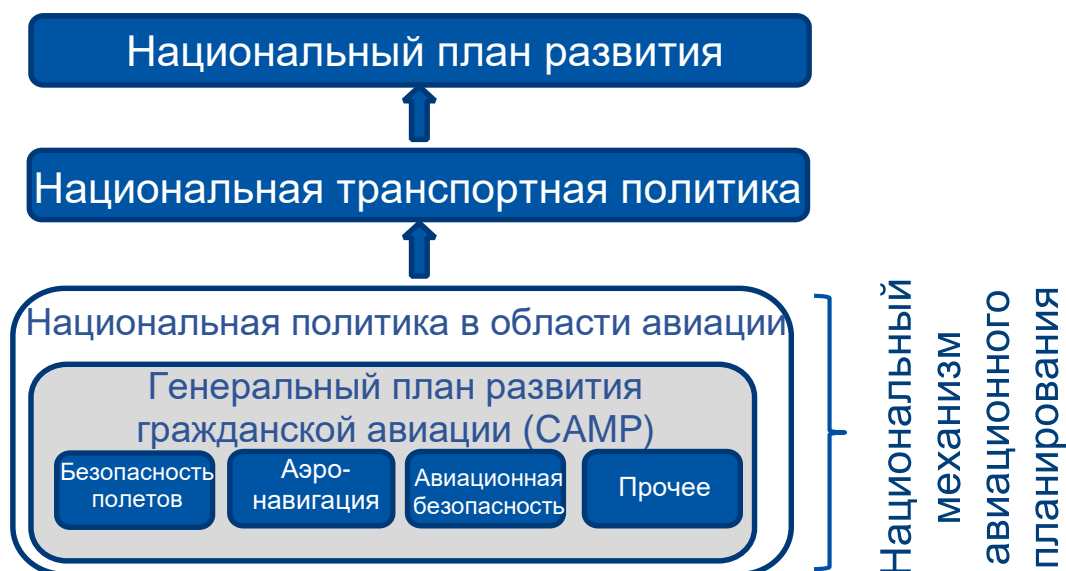 Национальный план развития
Национальная транспортная политика
Национальная политика в области авиации
Генеральный план развития
гражданской авиации (CAMP)
Безопасность
полетов
Аэро-
навигация
Авиационная
безопасность
Прочее
Национальный
механизм
авиационного
планирования